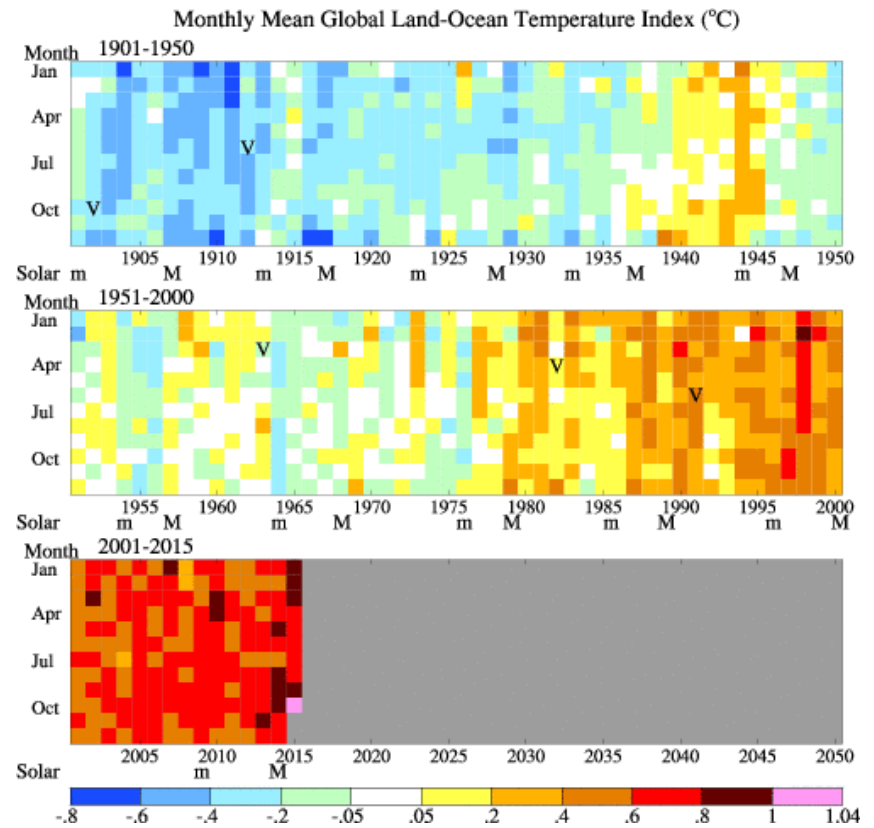 Monthly Mean Global Land-Ocean Temperature Index (°C)
Month 1901-1950
Jan
Apr
V
Jul
Oct V
1905 1910 1915 1920 1925 1930 1935 1940 1945 1950
Solar m M m M m M m M m M
Month 1951-2000
Jan
V
Apr V
V
Jul
Oct
1955 1960 1965 1970 1975 1980 1985 1990 1995 2000
Solar m M m M m M m M m M
Month 2001-2015
Jan
Apr
Jul
Oct
2005 2010 2015 2020 2025 2030 2035 2040 2045 2050
Solar m M
-.8 -.6 -.4 -.2 -.05 .05 .2 .4 .6 .8 1 1.04